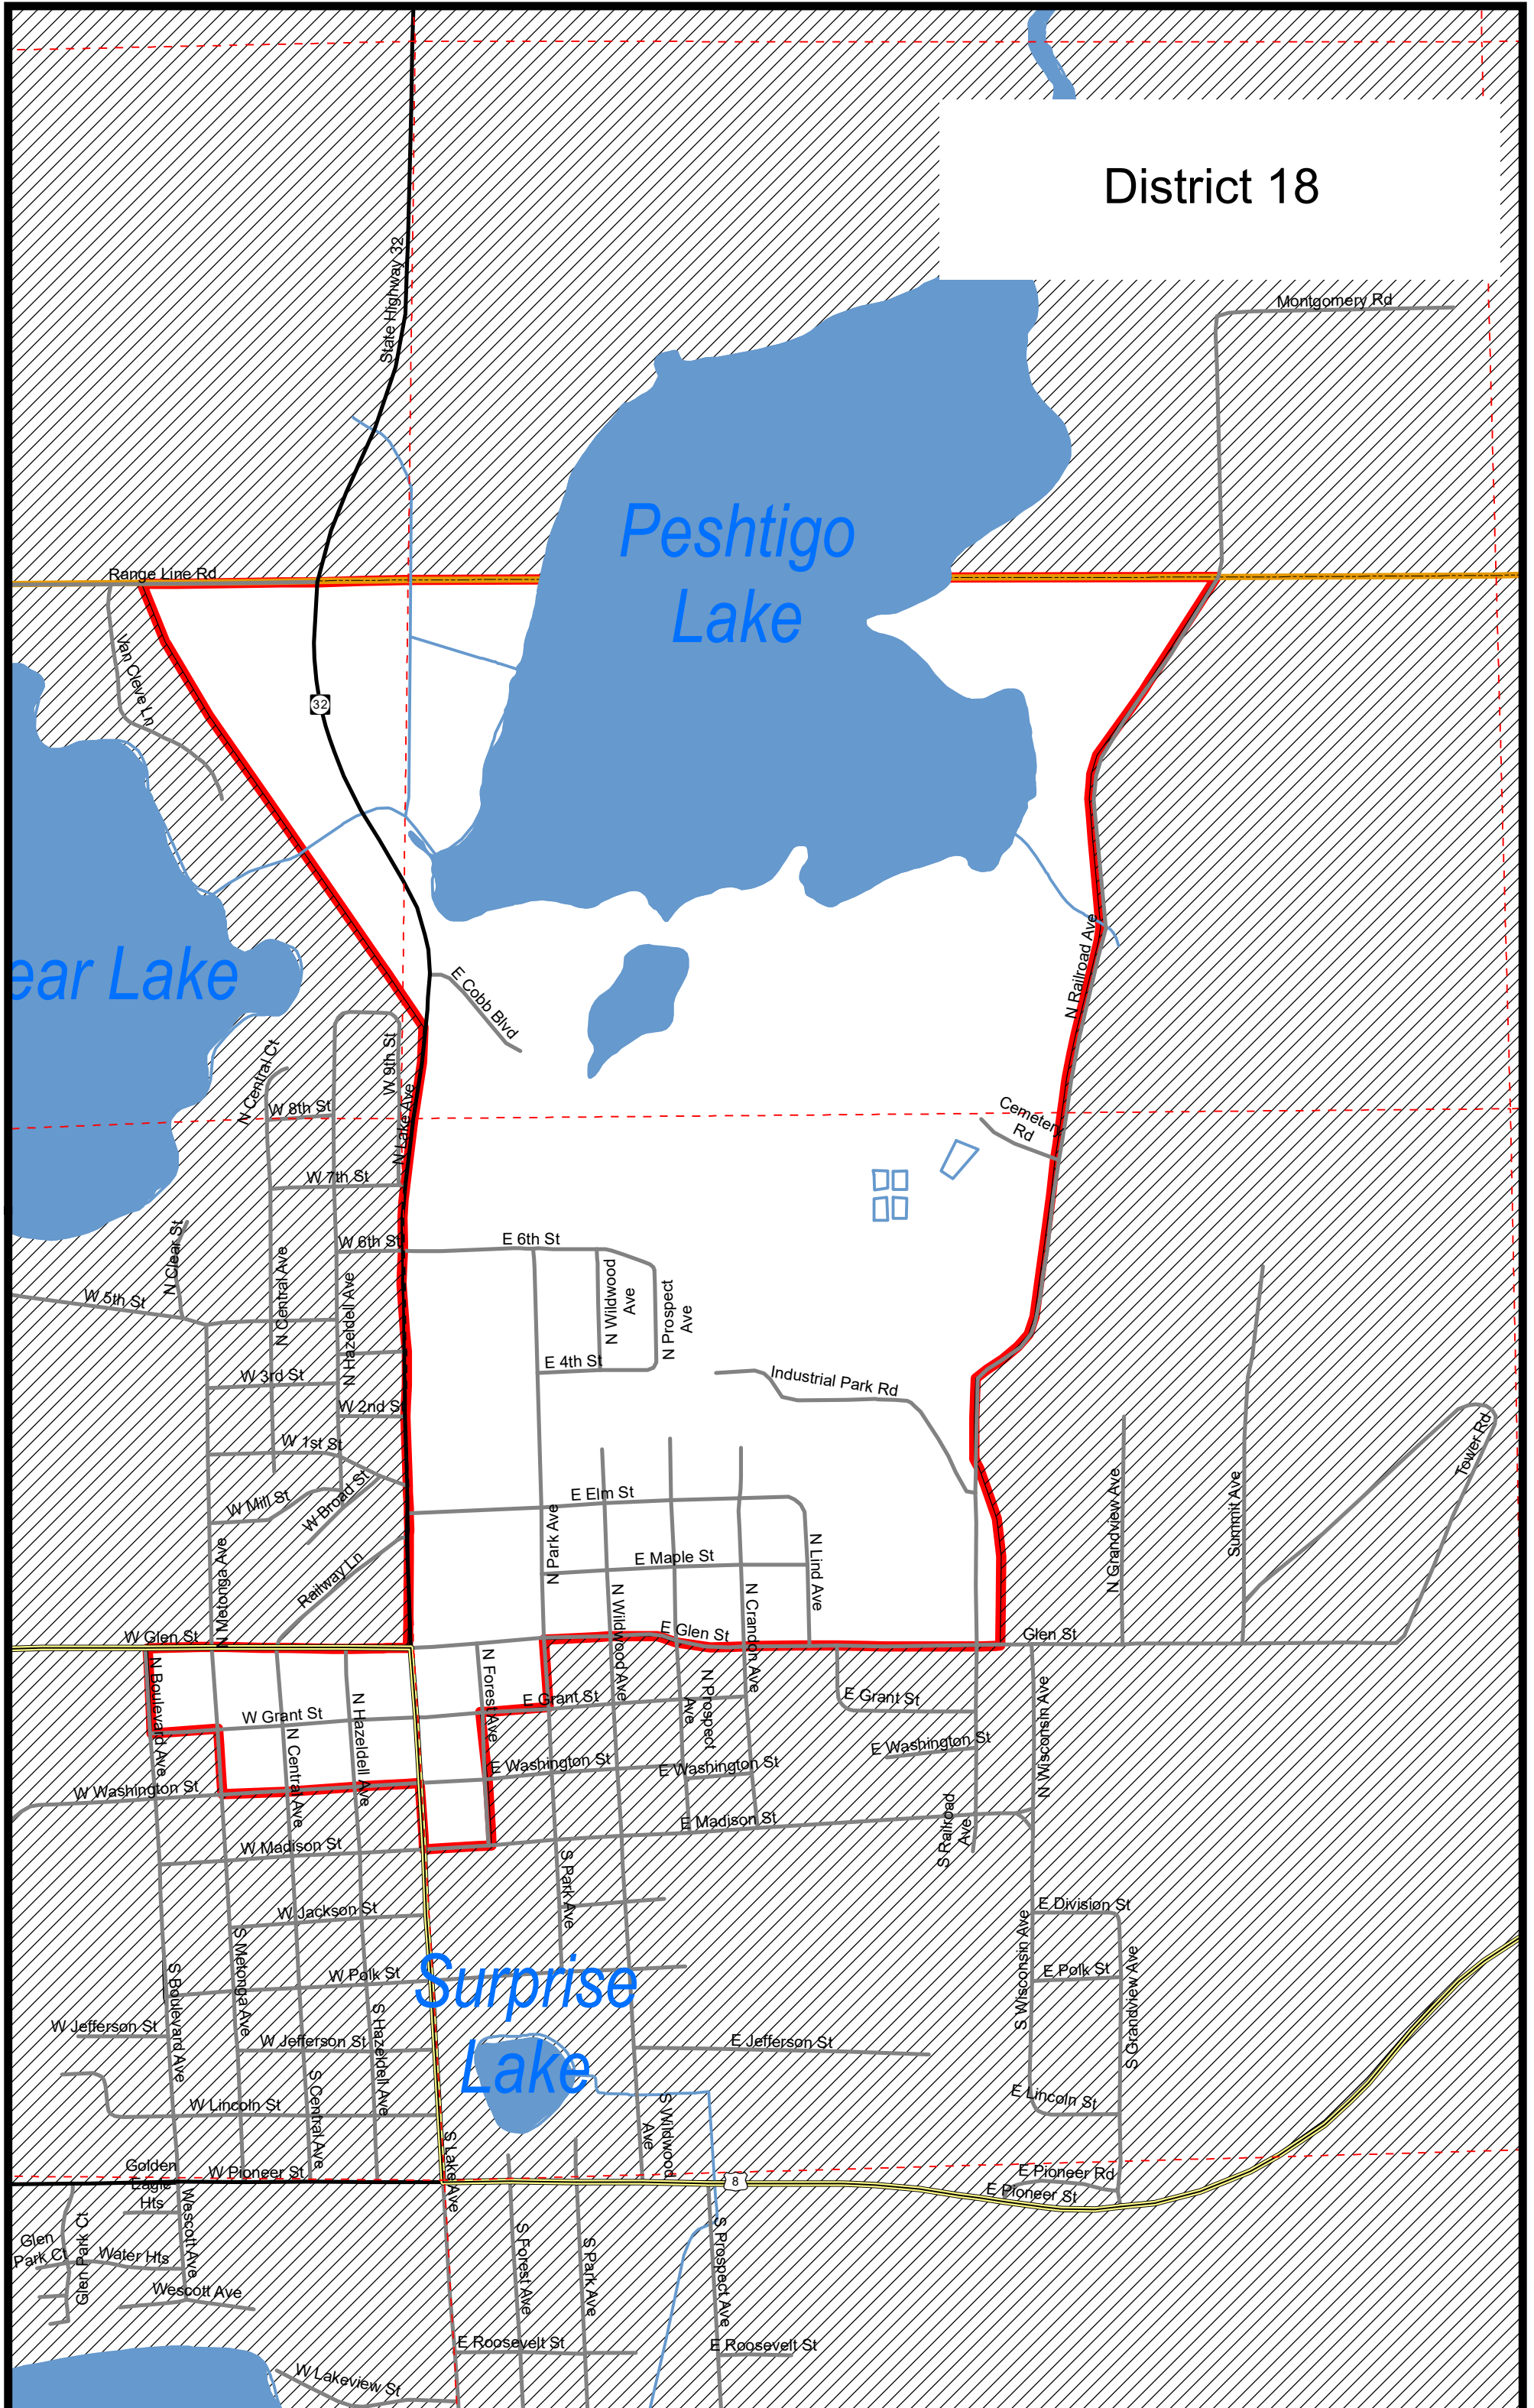 District 18
State Highway 32
Montgomery Rd
Peshtigo
Lake
Range Line Rd
Van Cleve Ln
32
ear Lake
E Cobb Blvd
N Railroad Ave
N Central Ct
W 9th St
W 8th St
N Lake Ave
Cemetery
Rd
W 7th St
N Clear St
W 6th St
E 6th St
N Central Ave
N Hazeldell Ave
N Wildwood
Ave
N Prospect
Ave
W 5th St
E 4th St
W 3rd St
Industrial Park Rd
W 2nd S
W 1st St
W Mill St
W Broad St
E Elm St
N Park Ave
N Lind Ave
N Grandview Ave
Summit Ave
Tower Rd
N Metonga Ave
Railway Ln
E Maple St
N Wildwood Ave
N Crandon Ave
W Glen St
E Glen St
Glen St
N Boulevard Ave
N Forest Ave
N Prospect
Ave
W Grant St
N Central Ave
N Hazeldell Ave
E Grant St
E Grant St
N Wisconsin Ave
W Washington St
E Washington St
E Washington St
E Washington St
W Madison St
E Madison St
S Railroad
Ave
S Park Ave
W Jackson St
E Division St
S Metonga Ave
S Boulevard Ave
W Polk St
Surprise
Lake
S Wisconsin Ave
E Polk St
S Grandview Ave
W Jefferson St
W Jefferson St
S Hazeldell Ave
E Jefferson St
S Central Ave
W Lincoln St
E Lincoln St
S Wildwood
Ave
S Lake Ave
Golden
Eagle
Hts
W Pioneer St
8
E Pioneer Rd
E Pioneer St
Wascott Ave
Glen
Park Ct
Glen Park Ct
Water Hts
Wescott Ave
S Forest Ave
S Park Ave
S Prospect Ave
E Roosevelt St
E Roosevelt St
W Lakeview St